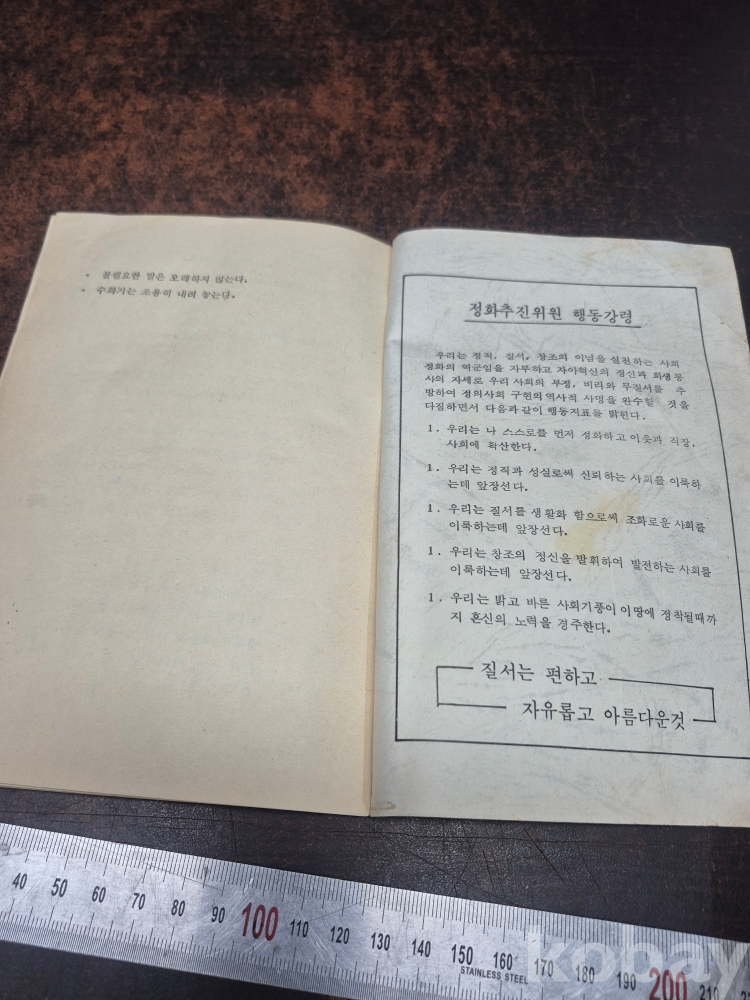 • 불필요한 말은 오래하지 않는다.
• 수화기는 조용히 내려 놓는당.
정화추진위원 행동강령
우리는 정직, 질서, 창조의 이념을 실천하는 사회
정화의 역군임을 자부하고 자아혁신의 정신과 희생봉
사의 자세로 우리 사회의 부정, 비리와 무질서를 추
방하여 정의사회 구현의 역사적 사명을 완수할 것을
다짐하면서 다음과 같이 행동지표를 밝힌다.
1. 우리는 나 스스로를 먼저 정화하고 이웃과 직장,
사회에 확산한다.
1. 우리는 정직과 성실로써 신뢰하는 사회를 이룩하
는데 앞장선다.
1. 우리는 질서를 생활화 함으로써 조화로운 사회를
이룩하는데 앞장선다.
1. 우리는 창조의 정신을 발휘하여 발전하는 사회를
이룩하는데 앞장선다.
1. 우리는 밝고 바른 사회기풍이 이땅에 정착될때까
지 혼신의 노력을 경주한다.
질서는 편하고
자유롭고 아름다운것
40 50 60 70 80 90 100 110 120 130 140 150 160 170 180 190 200 210
STAINLESS STEEL
kobay